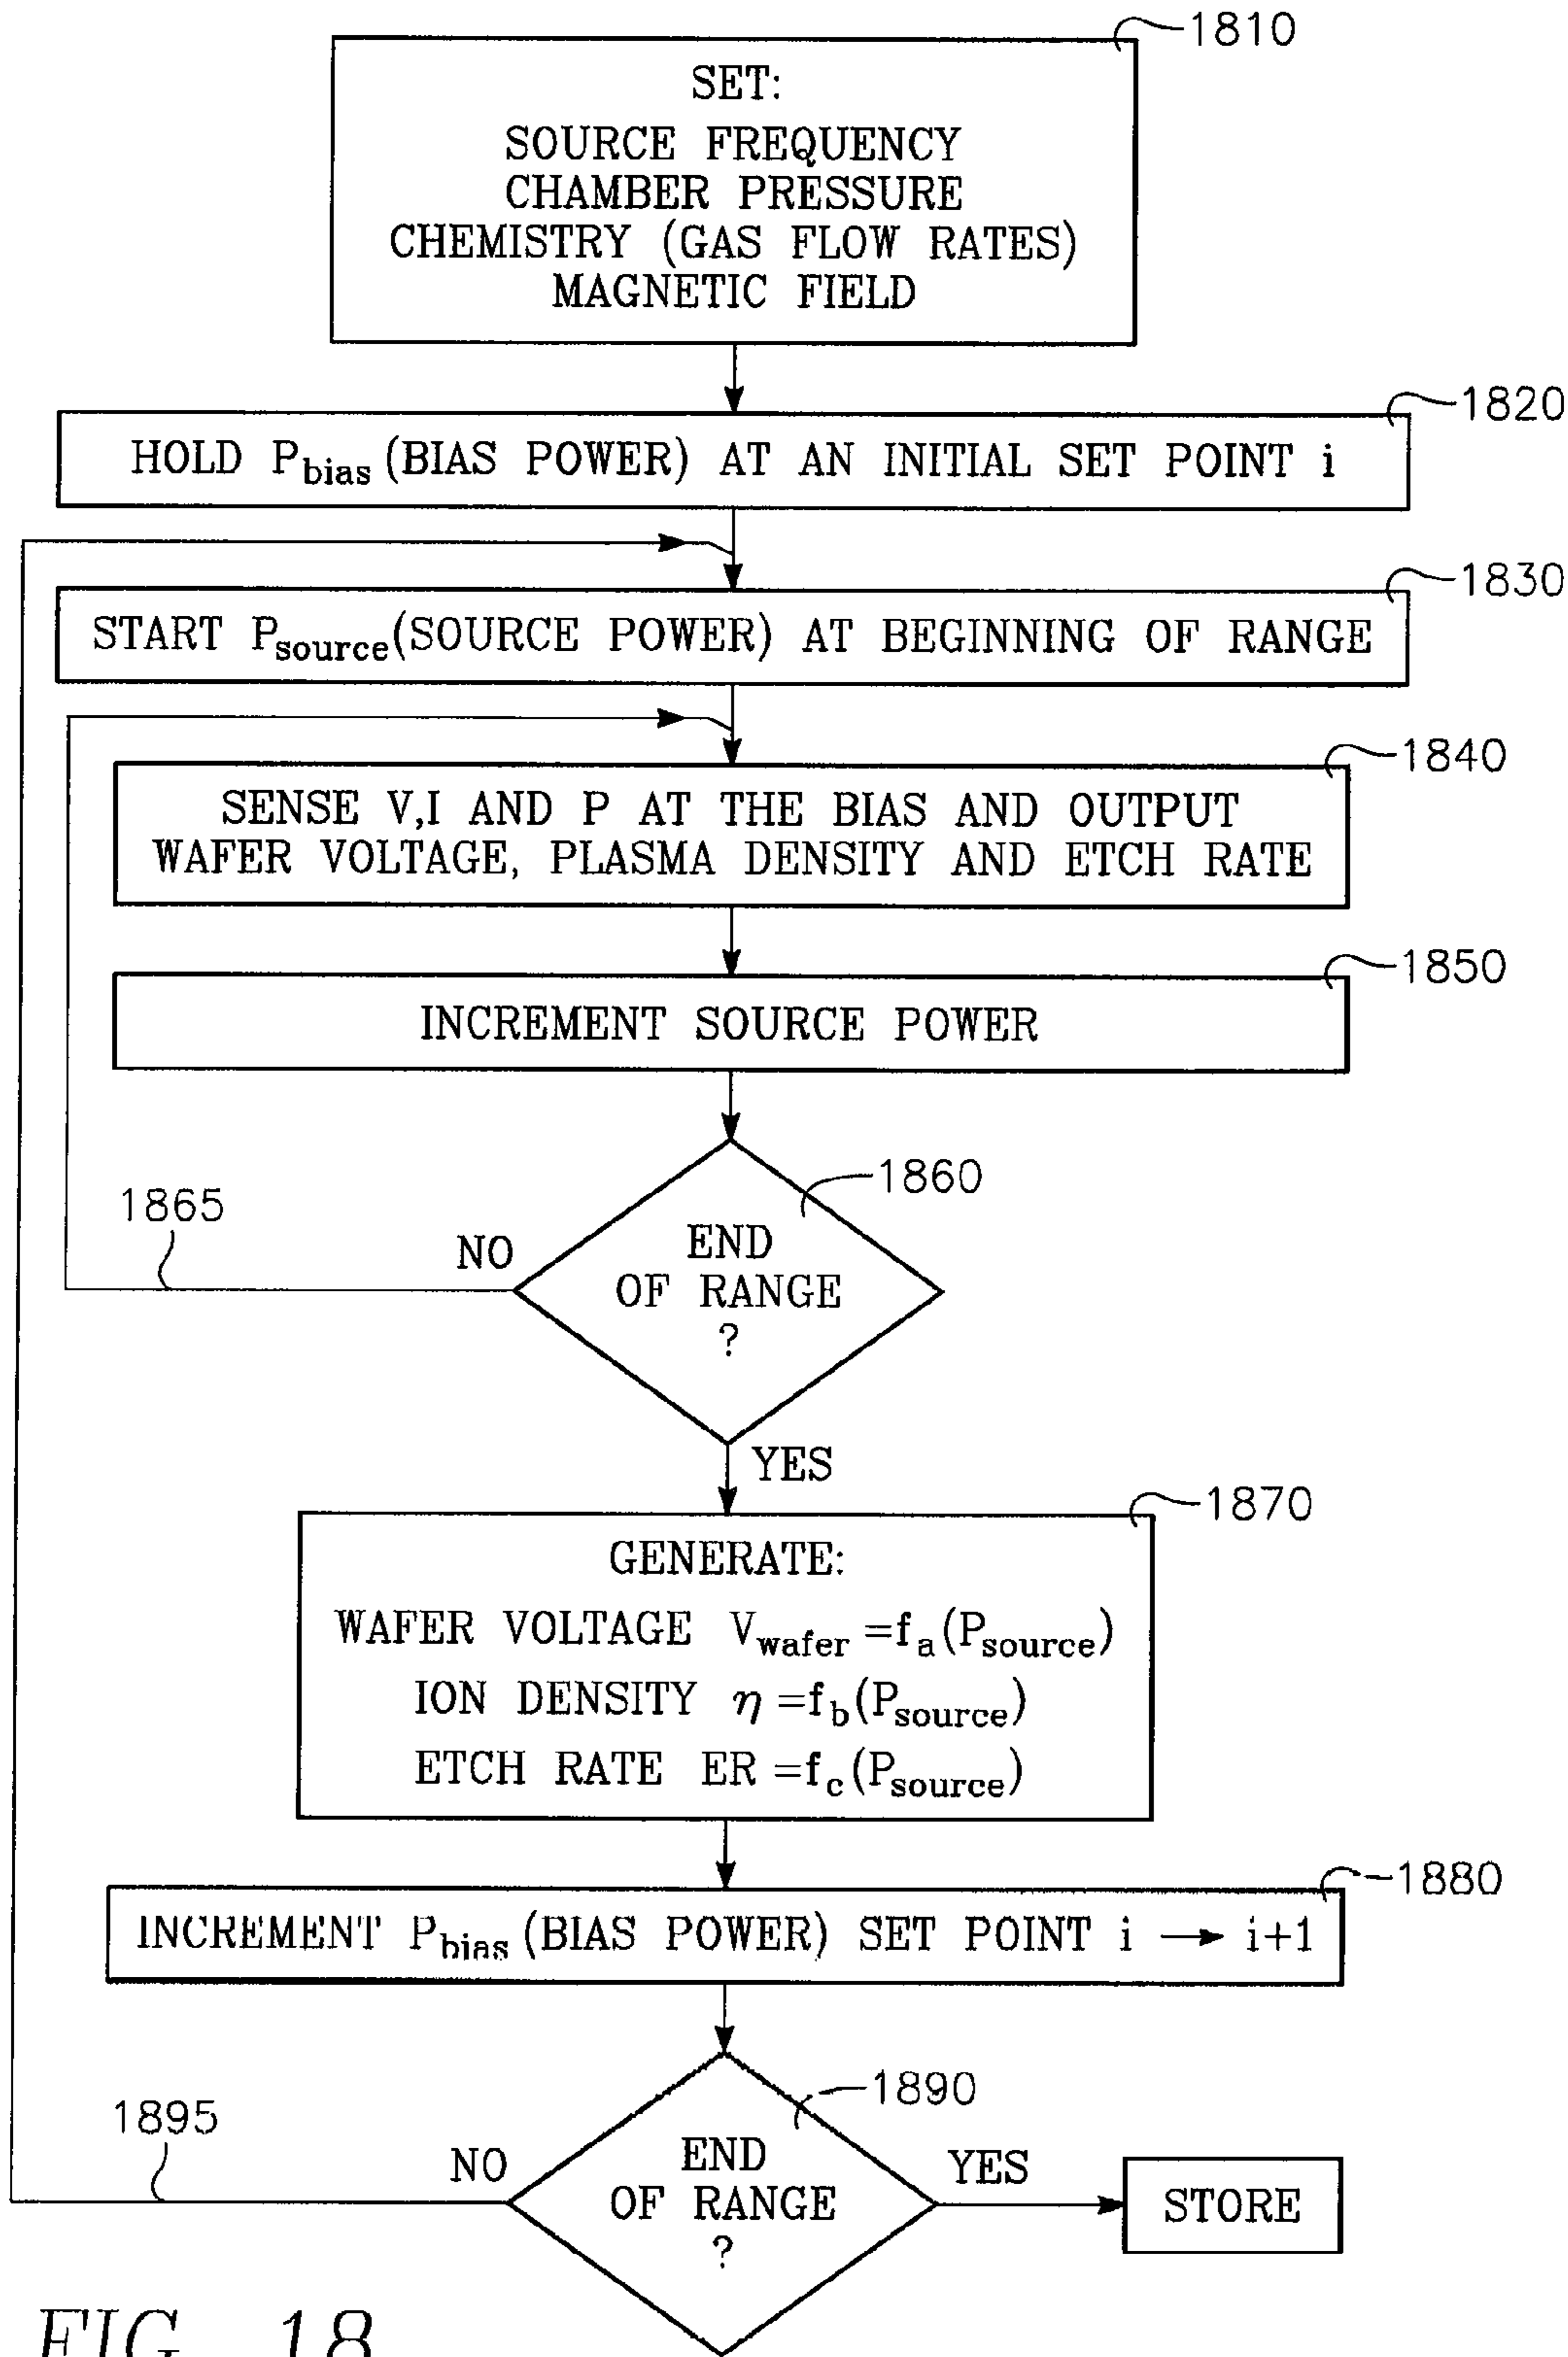 1810
SET:
SOURCE FREQUENCY
CHAMBER PRESSURE
CHEMISTRY (GAS FLOW RATES)
MAGNETIC FIELD
1820
HOLD Pbias (BIAS POWER) AT AN INITIAL SET POINT i
1830
START Psource(SOURCE POWER) AT BEGINNING OF RANGE
1840
SENSE V,I AND P AT THE BIAS AND OUTPUT
WAFER VOLTAGE, PLASMA DENSITY AND ETCH RATE
1850
INCREMENT SOURCE POWER
1860
1865
NO
END
OF RANGE
?
YES
1870
GENERATE:
WAFER VOLTAGE Vwafer =fa(Psource)
ION DENSITY η =fb(Psource)
ETCH RATE ER =fc(Psource)
1880
INCREMENT Pbias (BIAS POWER) SET POINT i → i+1
1890
1895
NO
END
OF RANGE
?
YES
STORE
FIG. 18